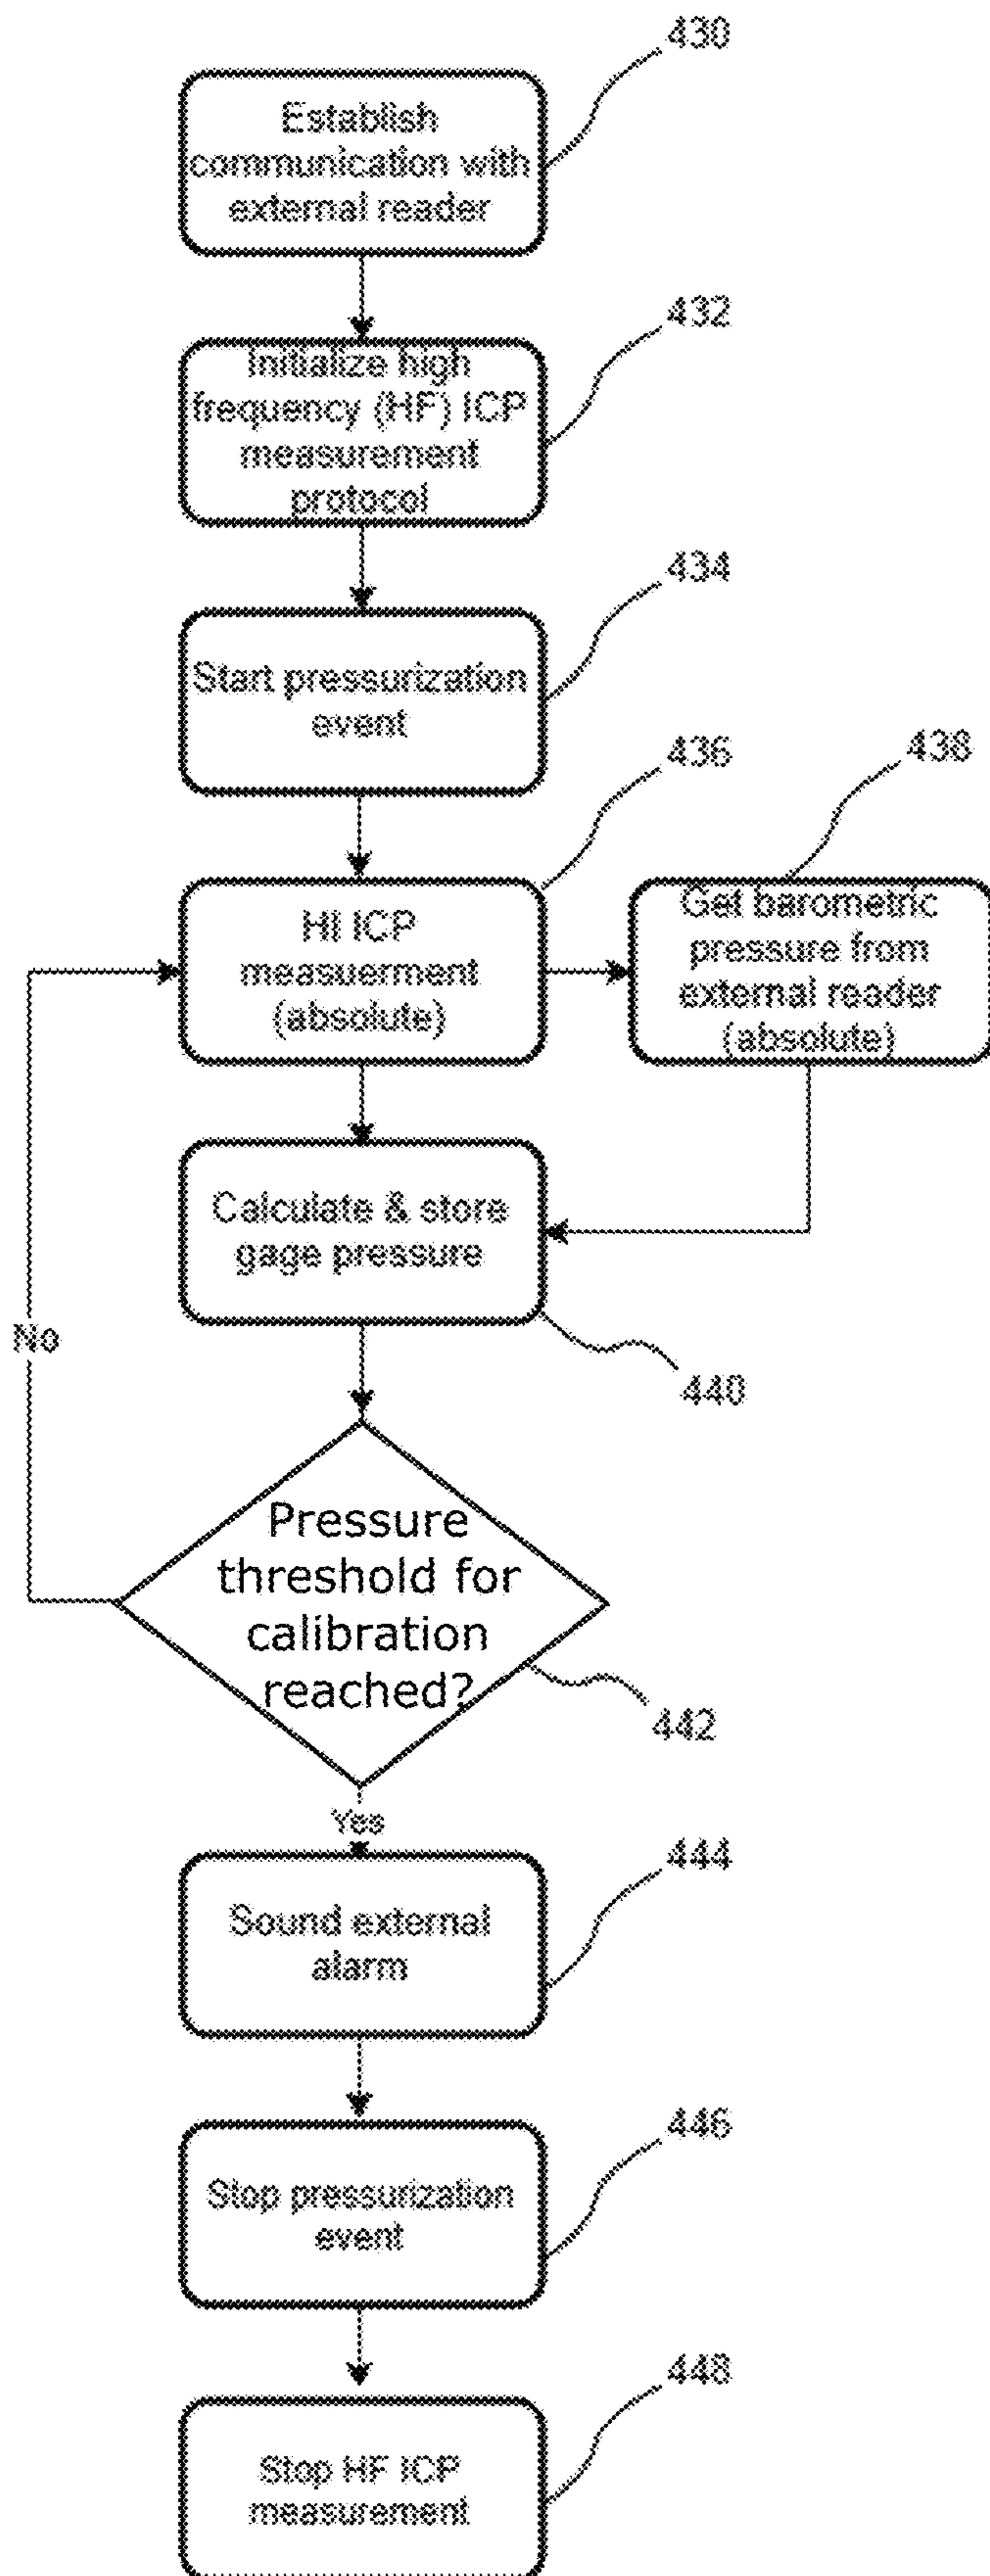 430
Establish
communication with
external reader
432
Initialize high
frequency (HF) ICP
measurement
protocol
434
Start pressurization
event
436
438
HI ICP
measuerment
(absolute)
Get barometric
pressure from
external reader
(absolute)
Calculate & store
gage pressure
No
440
Pressure
threshold for
calibration
reached?
442
Yes
444
Sound external
alarm
446
Stop pressurization
event
448
Stop HF ICP
measurement